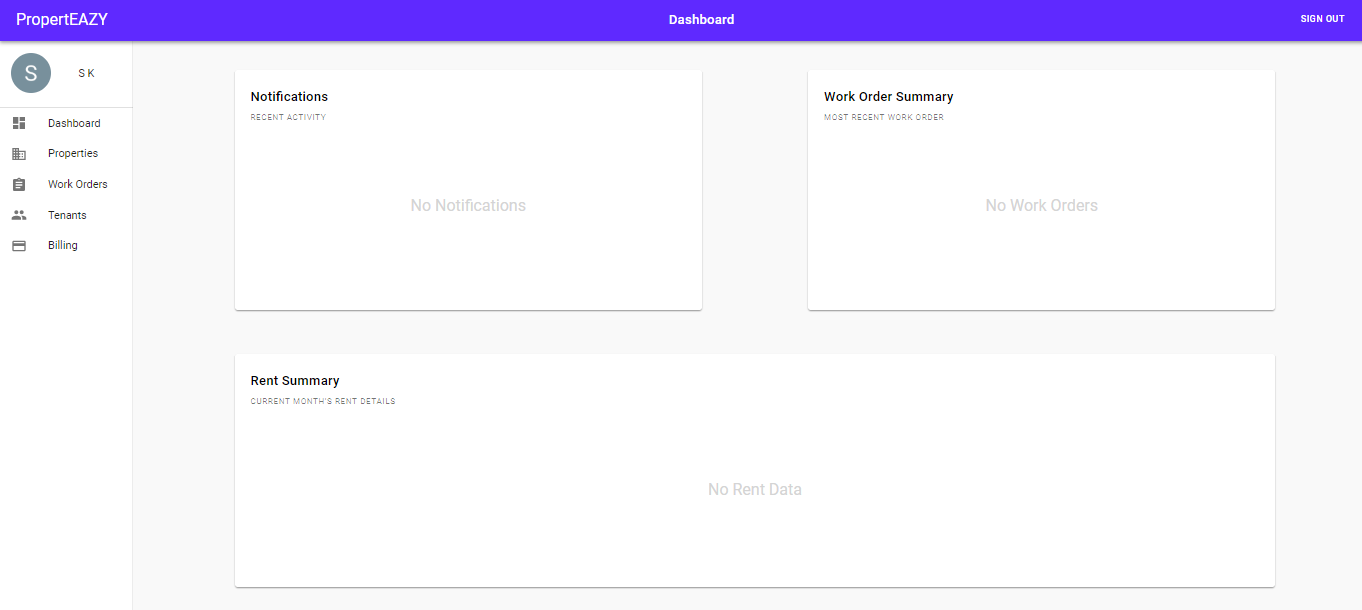 PropertEAZY
Dashboard
SIGN OUT
S
S K
Dashboard
Properties
Work Orders
Tenants
Billing
Notifications
RECENT ACTIVITY
No Notifications
Work Order Summary
MOST RECENT WORK ORDER
No Work Orders
Rent Summary
CURRENT MONTH'S RENT DETAILS
No Rent Data